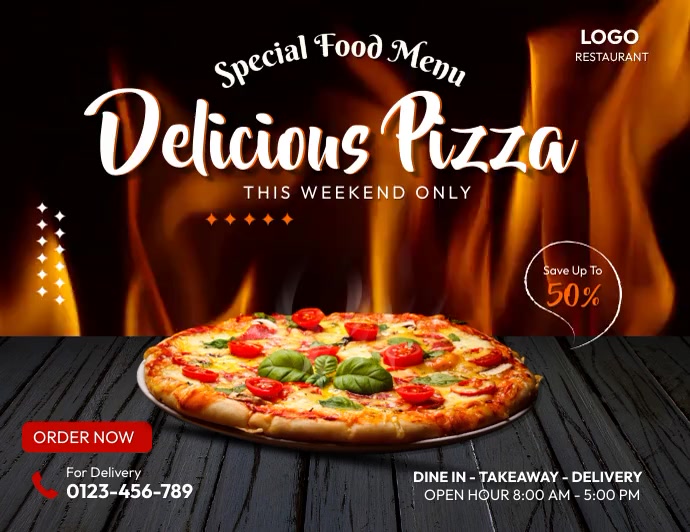 LOGO
RESTAURANT
Special Food Menu
Delicious Pizza
THIS WEEKEND ONLY
Save Up To
50%
ORDER NOW
For Delivery
0123-456-789
DINE IN - TAKEAWAY - DELIVERY
OPEN HOUR 8:00 AM - 5:00 PM